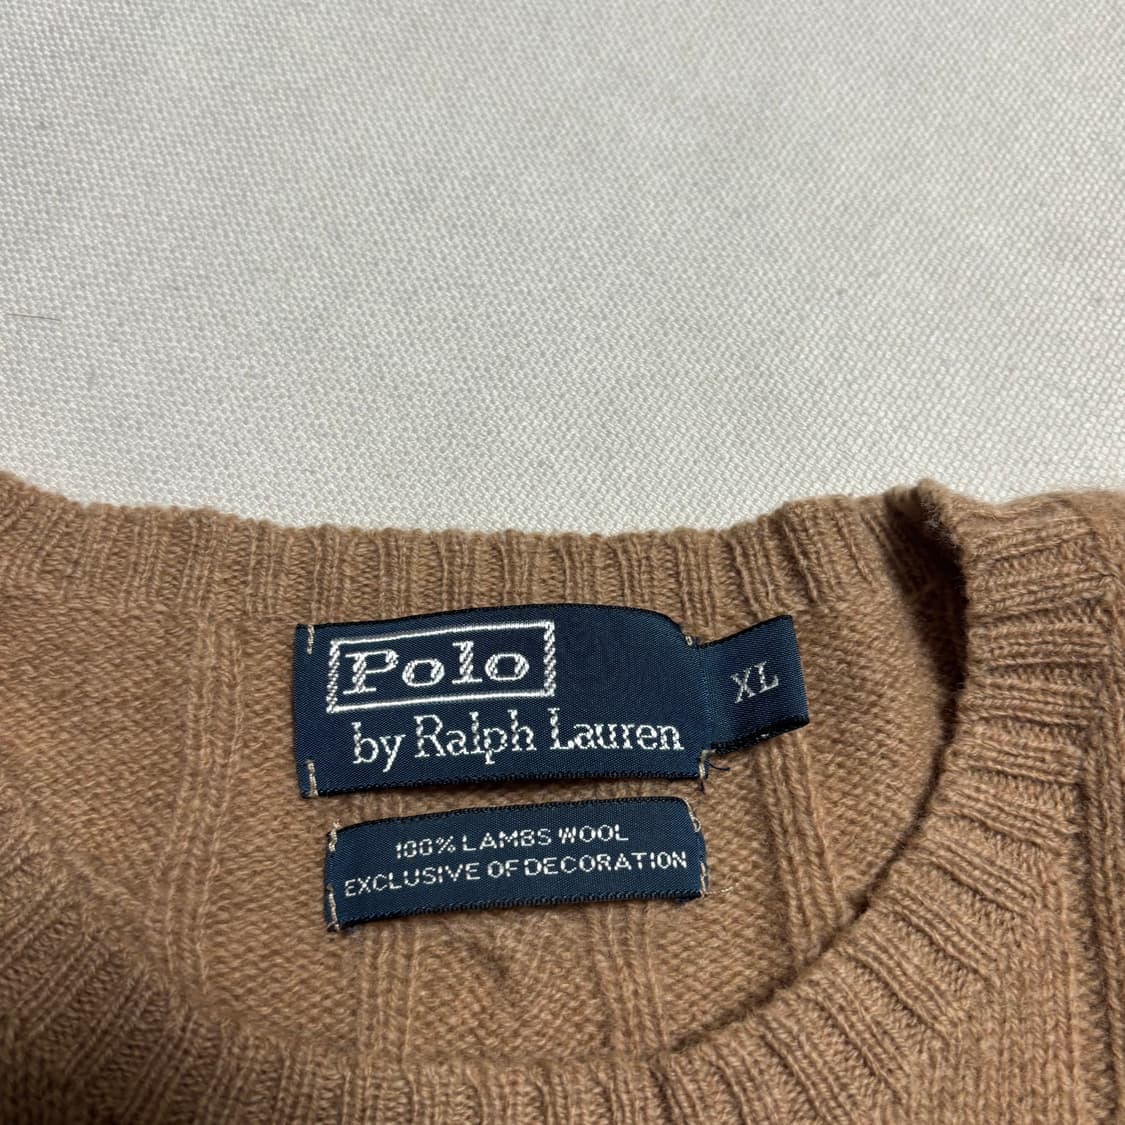 Polo
by Ralph Lauren
XL
100% LAMBS WOOL
EXCLUSIVE OF DECORATION